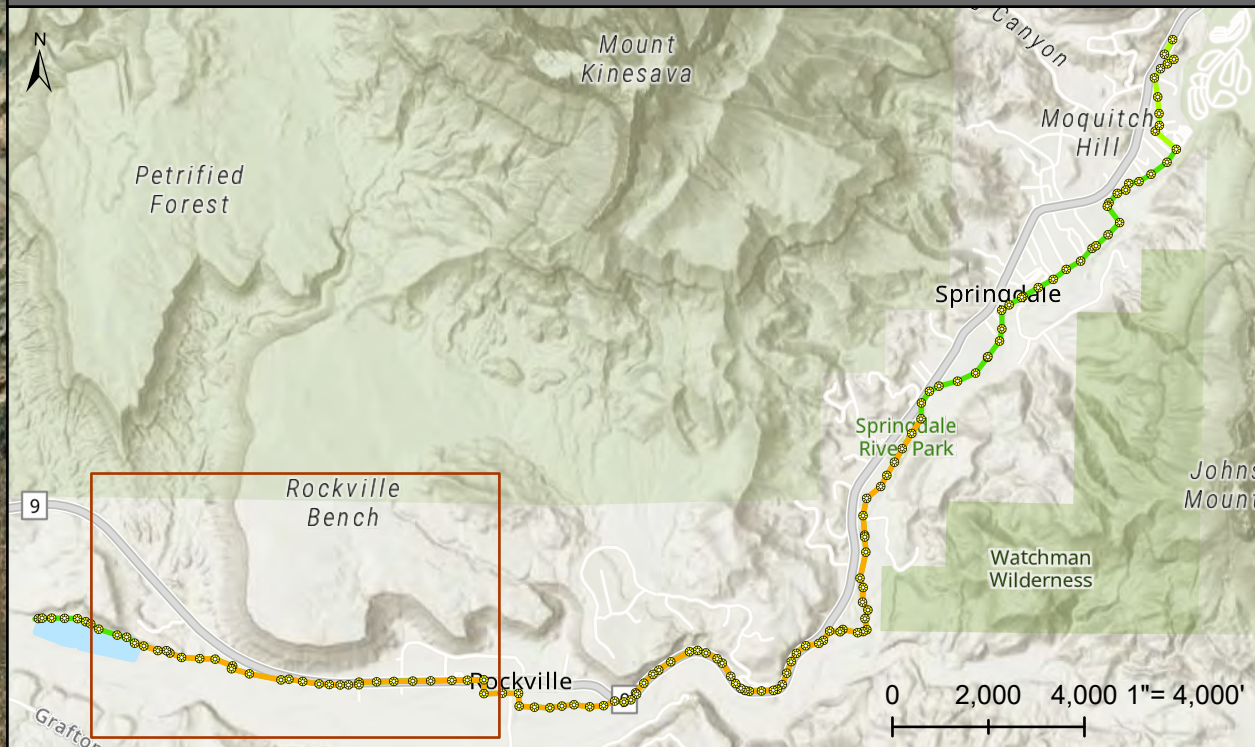 N
Canyon
Mount
Kinesava
Moquitch
Hill
Petrified
Forest
Springdale
Springdale
River Park
Johns
Mount
Rockville
Bench
9
Watchman
Wilderness
Rockville
9
0 2,000 4,000 1"= 4,000'
Grafton